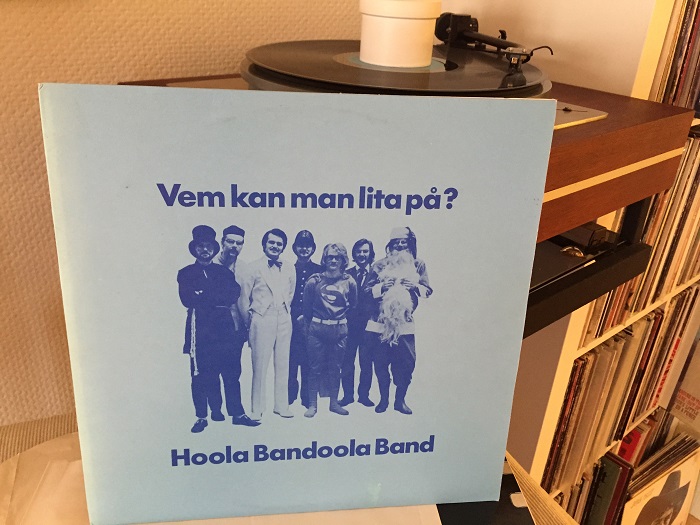 Vem kan man lita på?
Hoola Bandoola Band